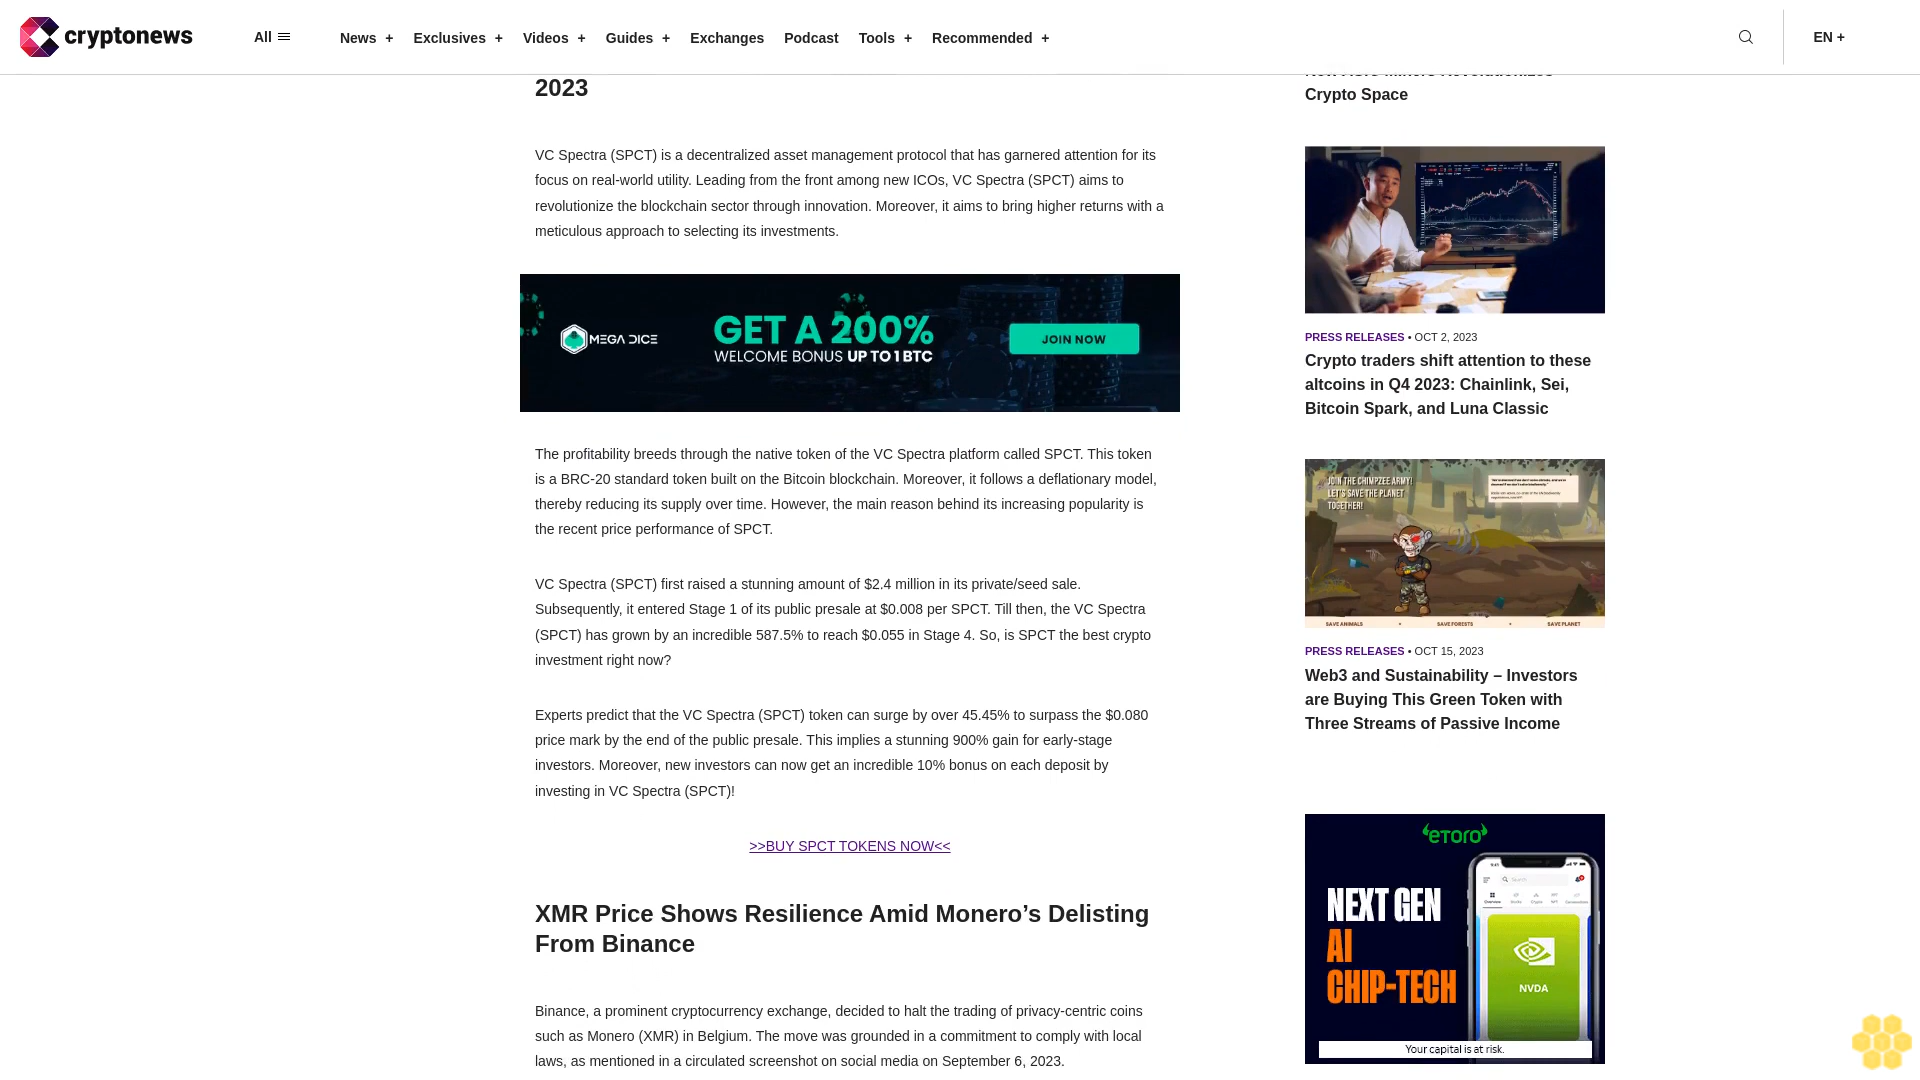 cryptonews
All
News +
Exclusives +
Videos +
Guides +
Exchanges
Podcast
Tools +
Recommended +
EN +
2023
VC Spectra (SPCT) is a decentralized asset management protocol that has garnered attention for its
focus on real-world utility. Leading from the front among new ICOs, VC Spectra (SPCT) aims to
revolutionize the blockchain sector through innovation. Moreover, it aims to bring higher returns with a
meticulous approach to selecting its investments.
MEGA DICE
GET A 200%
WELCOME BONUS UP TO 1 BTC
JOIN NOW
The profitability breeds through the native token of the VC Spectra platform called SPCT. This token
is a BRC-20 standard token built on the Bitcoin blockchain. Moreover, it follows a deflationary model,
thereby reducing its supply over time. However, the main reason behind its increasing popularity is
the recent price performance of SPCT.
VC Spectra (SPCT) first raised a stunning amount of $2.4 million in its private/seed sale.
Subsequently, it entered Stage 1 of its public presale at $0.008 per SPCT. Till then, the VC Spectra
(SPCT) has grown by an incredible 587.5% to reach $0.055 in Stage 4. So, is SPCT the best crypto
investment right now?
Experts predict that the VC Spectra (SPCT) token can surge by over 45.45% to surpass the $0.080
price mark by the end of the public presale. This implies a stunning 900% gain for early-stage
investors. Moreover, new investors can now get an incredible 10% bonus on each deposit by
investing in VC Spectra (SPCT)!
>>BUY SPCT TOKENS NOW<<
XMR Price Shows Resilience Amid Monero’s Delisting
From Binance
Binance, a prominent cryptocurrency exchange, decided to halt the trading of privacy-centric coins
such as Monero (XMR) in Belgium. The move was grounded in a commitment to comply with local
laws, as mentioned in a circulated screenshot on social media on September 6, 2023.
Crypto Space
PRESS RELEASES • OCT 2, 2023
Crypto traders shift attention to these
altcoins in Q4 2023: Chainlink, Sei,
Bitcoin Spark, and Luna Classic
JOIN THE CHIMPZEE ARMY!
LET'S SAVE THE PLANET
TOGETHER!
SAVE ANIMALS
SAVE FORESTS
SAVE PLANET
PRESS RELEASES • OCT 15, 2023
Web3 and Sustainability – Investors
are Buying This Green Token with
Three Streams of Passive Income
eToro
NEXT GEN
AI
CHIP-TECH
NVDA
Your capital is at risk.